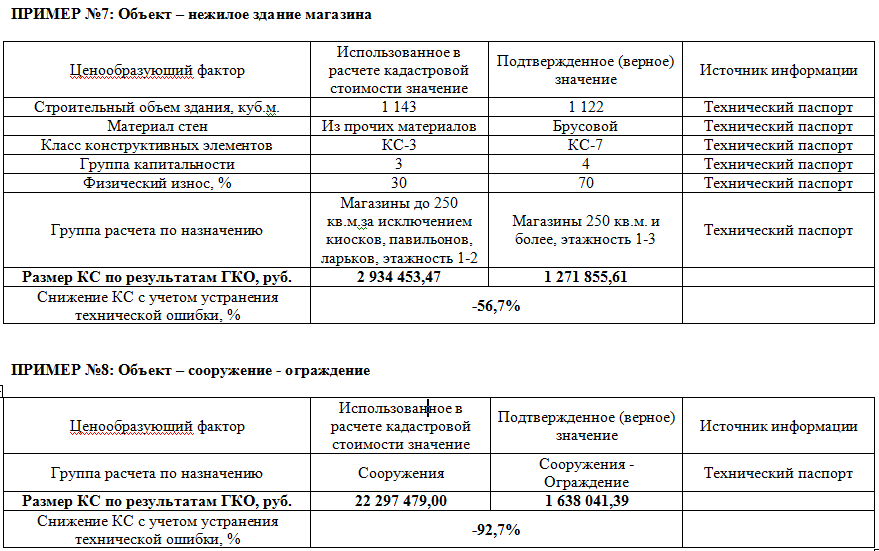 ПРИМЕР №7: Объект – нежилое здание магазина
Ценообразующий фактор
Использованное в
расчете кадастровой
стоимости значение
Подтвержденное (верное)
значение
Источник информации
Строительный объем здания, куб.м.
1 143
1 122
Технический паспорт
Материал стен
Из прочих материалов
Брусовой
Технический паспорт
Класс конструктивных элементов
КС-3
КС-7
Технический паспорт
Группа капитальности
3
4
Технический паспорт
Физический износ, %
30
70
Технический паспорт
Группа расчета по назначению
Магазины до 250
кв.м.за исключением
киосков, павильонов,
ларьков, этажность 1-2
Магазины 250 кв.м. и
более, этажность 1-3
Технический паспорт
Размер КС по результатам ГКО, руб.
2 934 453,47
1 271 855,61
Снижение КС с учетом устранения
технической ошибки, %
-56,7%
ПРИМЕР №8: Объект – сооружение - ограждение
Ценообразующий фактор
Использованное в
расчете кадастровой
стоимости значение
Подтвержденное (верное)
значение
Источник информации
Группа расчета по назначению
Сооружения
Сооружения -
Ограждение
Технический паспорт
Размер КС по результатам ГКО, руб.
22 297 479,00
1 638 041,39
Снижение КС с учетом устранения
технической ошибки, %
-92,7%